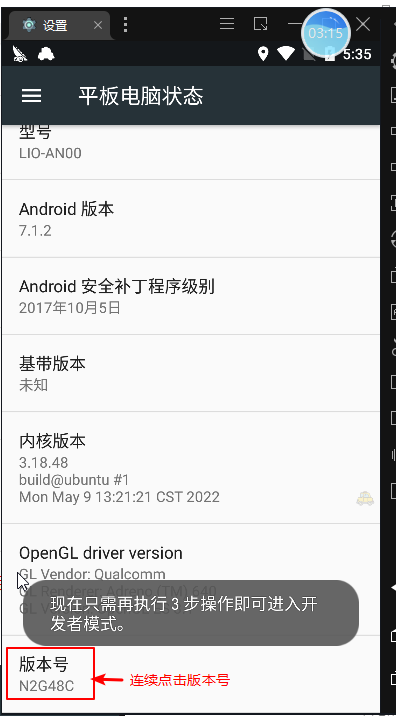 设置
03:15
5:35
平板电脑状态
型号
LIO-AN00
Android 版本
7.1.2
Android 安全补丁程序级别
2017年10月5日
基带版本
未知
内核版本
3.18.48
build@ubuntu #1
Mon May 9 13:21:21 CST 2022
OpenGL driver version
GL Vendor: Qualcomm
GL Renderer: Adreno (TM) 640
现在只需再执行 3 步操作即可进入开
发者模式。
版本号
N2G48C
连续点击版本号